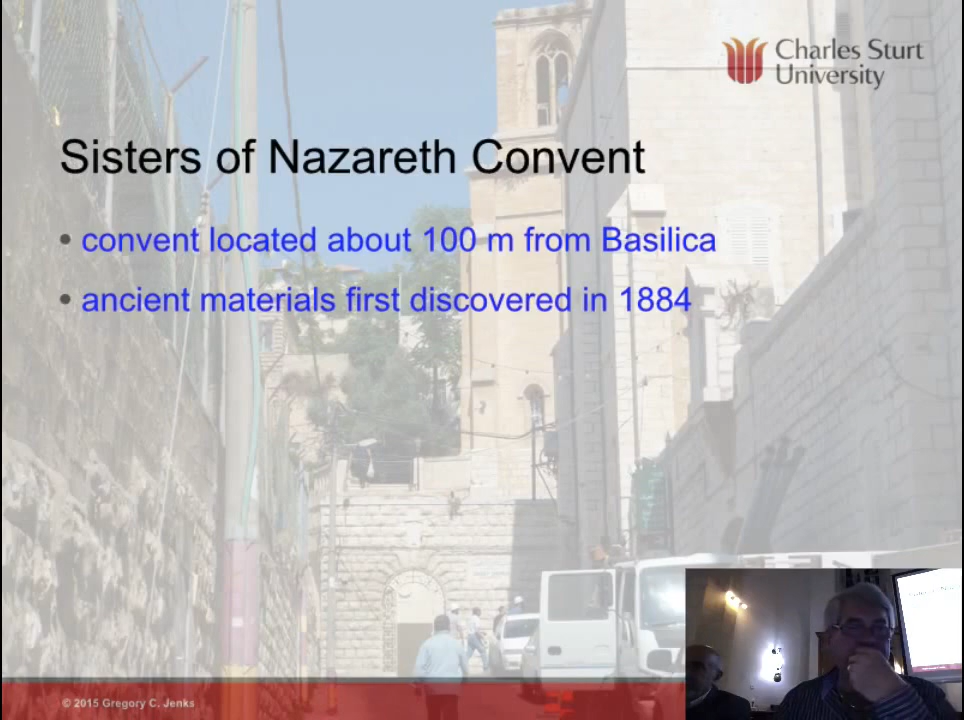 Charles Sturt
University
Sisters of Nazareth Convent
• convent located about 100 m from Basilica
• ancient materials first discovered in 1884
© 2015 Gregory C. Jenks